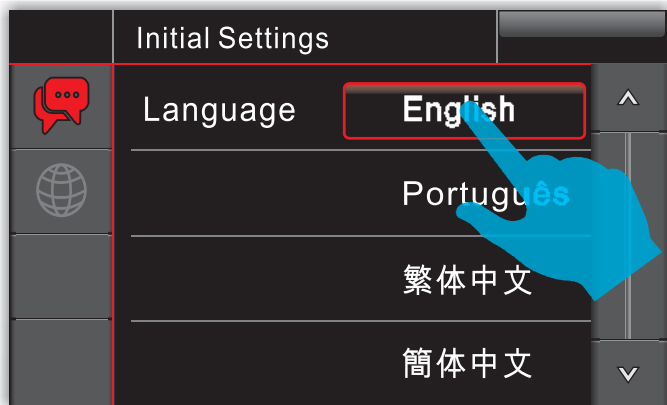 Initial Settings
Language English
Português
繁体中文
簡体中文